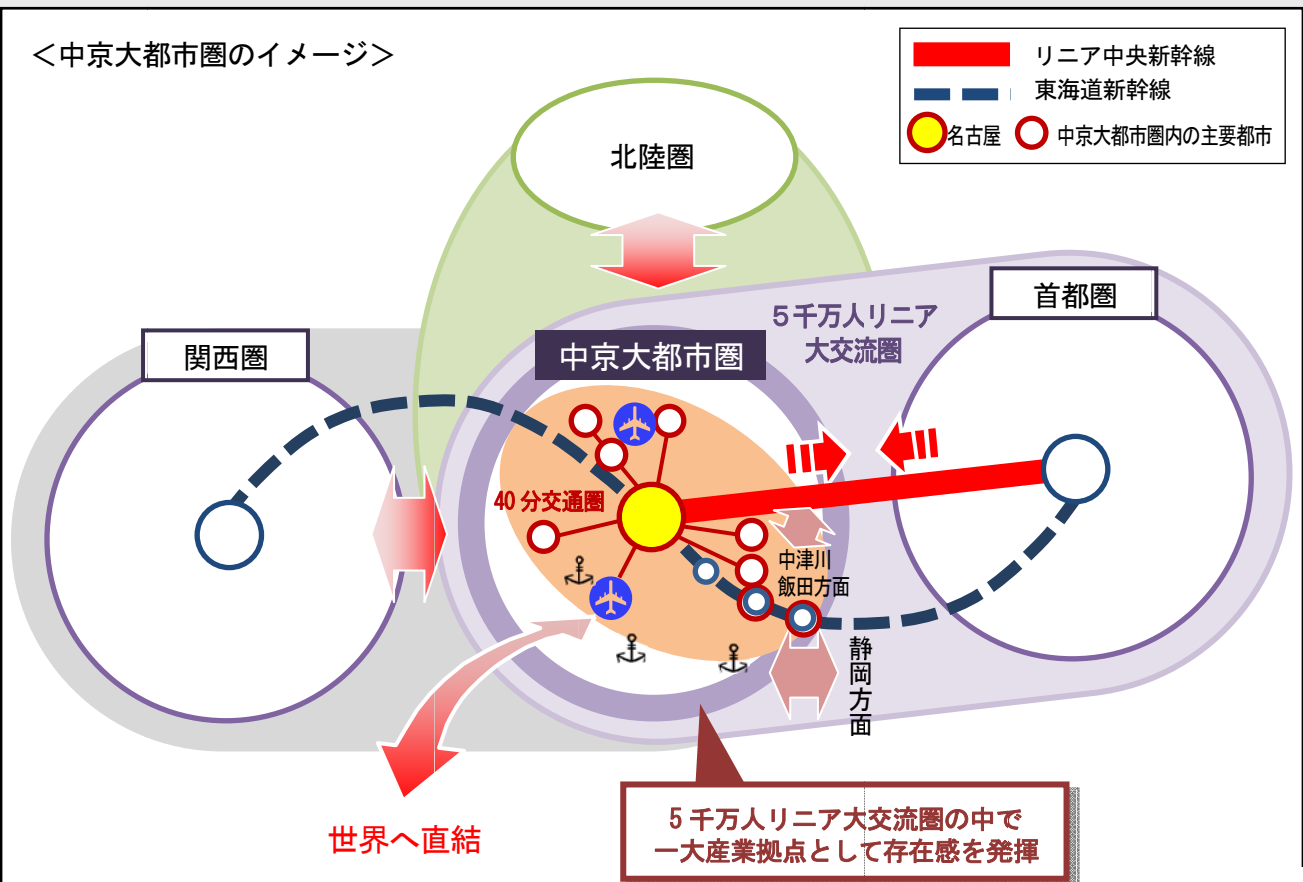 ＜中京大都市圏のイメージ＞
リニア中央新幹線
東海道新幹線
名古屋
中京大都市圏内の主要都市
北陸圏
首都圏
５千万人リニア
大交流圏
関西圏
中京大都市圏
40分交通圏
中津川
飯田方面
静岡方面
世界へ直結
５千万人リニア大交流圏の中で
一大産業拠点として存在感を発揮